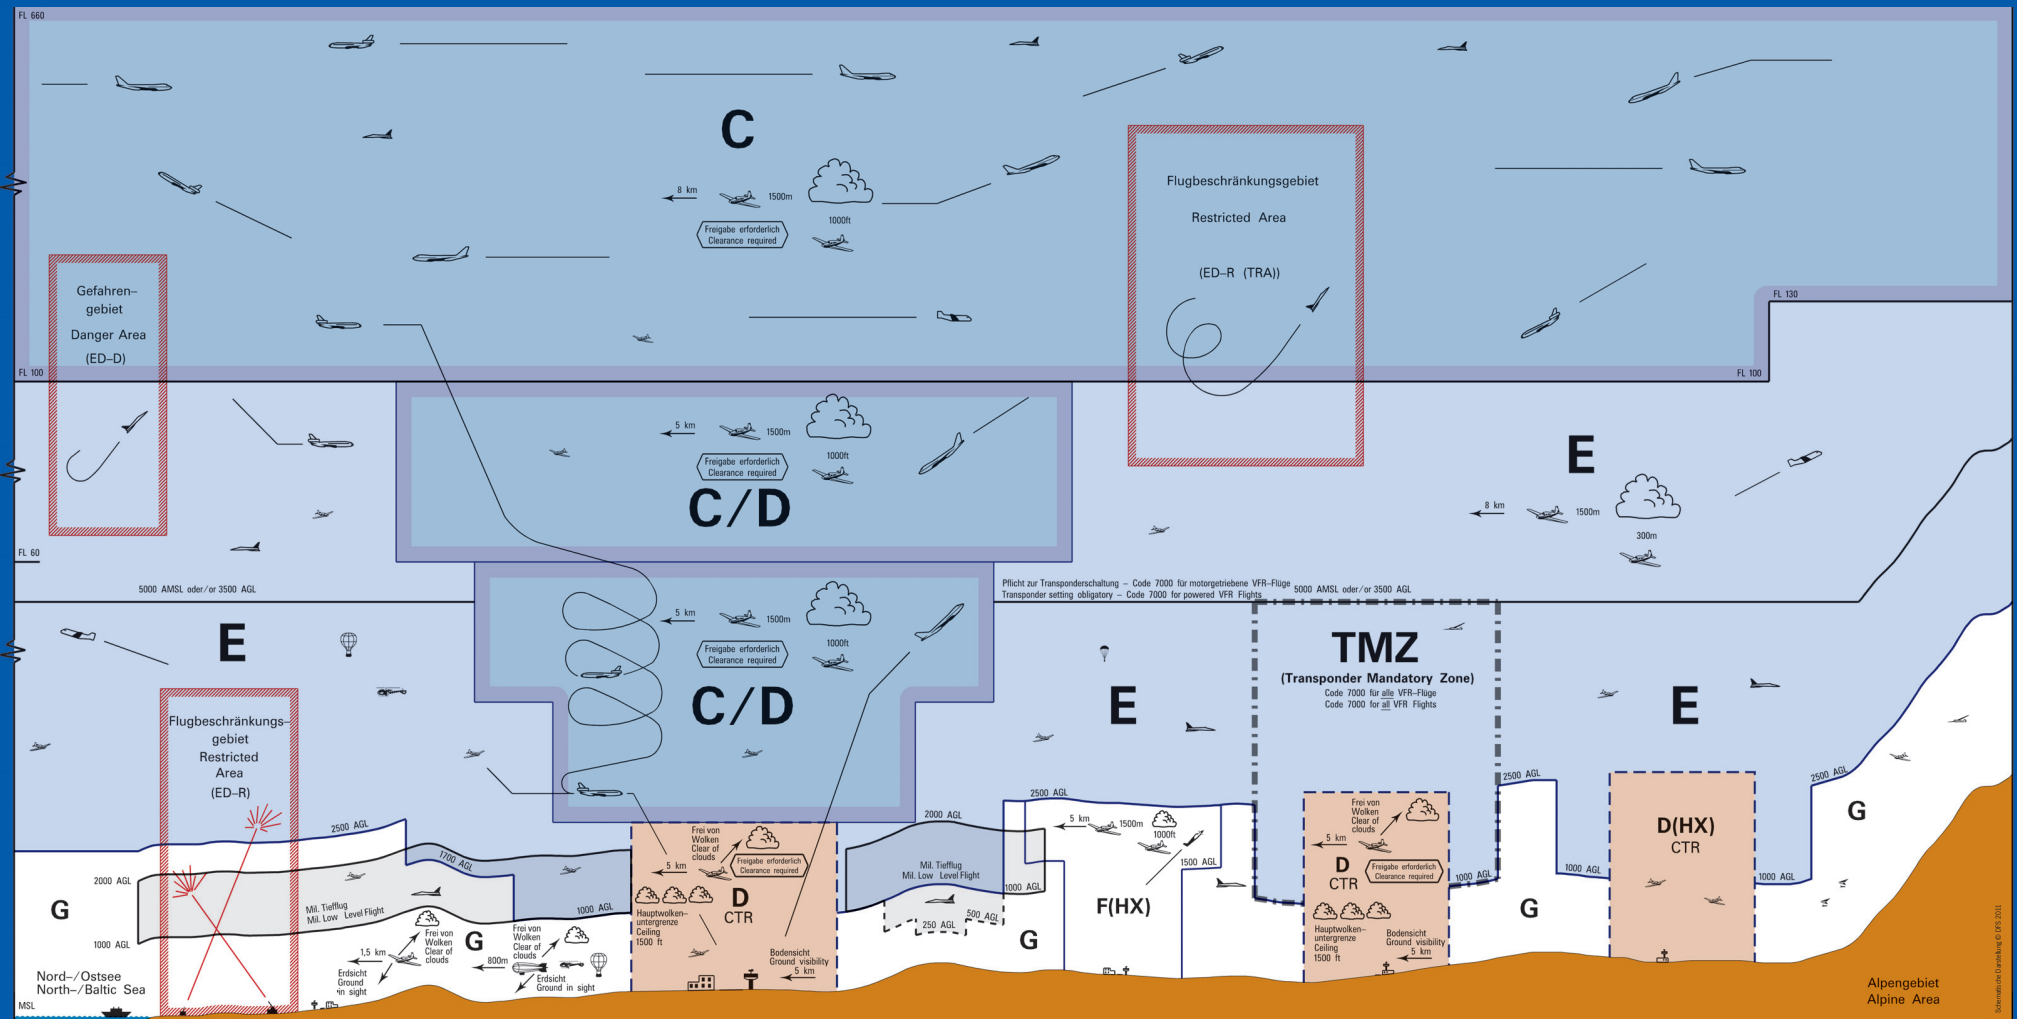 FL 660
C
8 km
1500m
1000ft
Freigabe erforderlich
Clearance required
Flugbeschränkungsgebiet
Restricted Area
(ED–R (TRA))
Gefahren–
gebiet
Danger Area
(ED–D)
FL 130
FL 100
FL 100
5 km
1500m
1000ft
Freigabe erforderlich
Clearance required
C/D
E
8 km
1500m
300m
FL 60
5000 AMSL oder/or 3500 AGL
Pflicht zur Transponderschaltung – Code 7000 für motorgetriebene VFR–Flüge
Transponder setting obligatory – Code 7000 for powered VFR Flights
5000 AMSL oder/or 3500 AGL
E
5 km
1500m
1000ft
Freigabe erforderlich
Clearance required
C/D
E
TMZ
(Transponder Mandatory Zone)
Code 7000 für alle VFR–Flüge
Code 7000 for all VFR Flights
E
Flugbeschränkungs–
gebiet
Restricted
Area
(ED–R)
2500 AGL
1700 AGL
2000 AGL
1000 AGL
G
Mil. Tiefflug
Mil. Low Level Flight
1000 AGL
1,5 km
Frei von
Wolken
Clear of
clouds
Erdsicht
Ground
in sight
G
800m
Frei von
Wolken
Clear of
clouds
Erdsicht
Ground in sight
Frei von
Wolken
Clear of
clouds
5 km
Freigabe erforderlich
Clearance required
D
CTR
Hauptwolken–
untergrenze
Ceiling
1500 ft
Bodensicht
Ground visibility
5 km
2000 AGL
Mil. Tiefflug
Mil. Low Level Flight
1000 AGL
500 AGL
250 AGL
G
2500 AGL
5 km
1500m
1000ft
1500 AGL
F(HX)
Frei von
Wolken
Clear of
clouds
5 km
D
CTR
Freigabe erforderlich
Clearance required
Hauptwolken–
untergrenze
Ceiling
1500 ft
Bodensicht
Ground visibility
5 km
1000 AGL
2500 AGL
G
1000 AGL
D(HX)
CTR
1000 AGL
2500 AGL
G
Nord–/Ostsee
North–/Baltic Sea
MSL
Alpengebiet
Alpine Area
Schematische Darstellung © DFS 2011